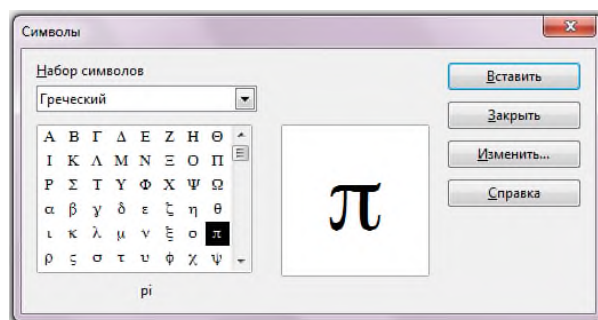 Символы
Набор символов
Греческий
Α Β Γ Δ Ε Ζ Η Θ
Ι Κ Λ Μ Ν Ξ Ο Π
Ρ Σ Τ Υ Φ Χ Ψ Ω
α β γ δ ε ζ η θ
ι κ λ μ ν ξ ο π
ρ ς σ τ υ ϕ χ ψ
pi
π
Вставить
Закрыть
Изменить...
Справка